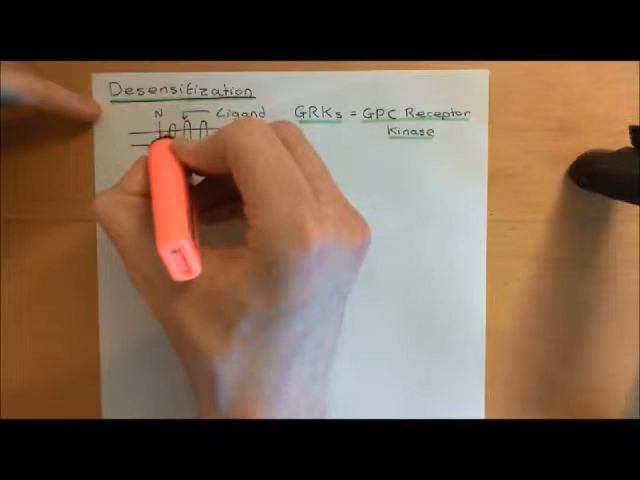 Desensitization
N
Ligand
GRKs = GPC Receptor
Kinase